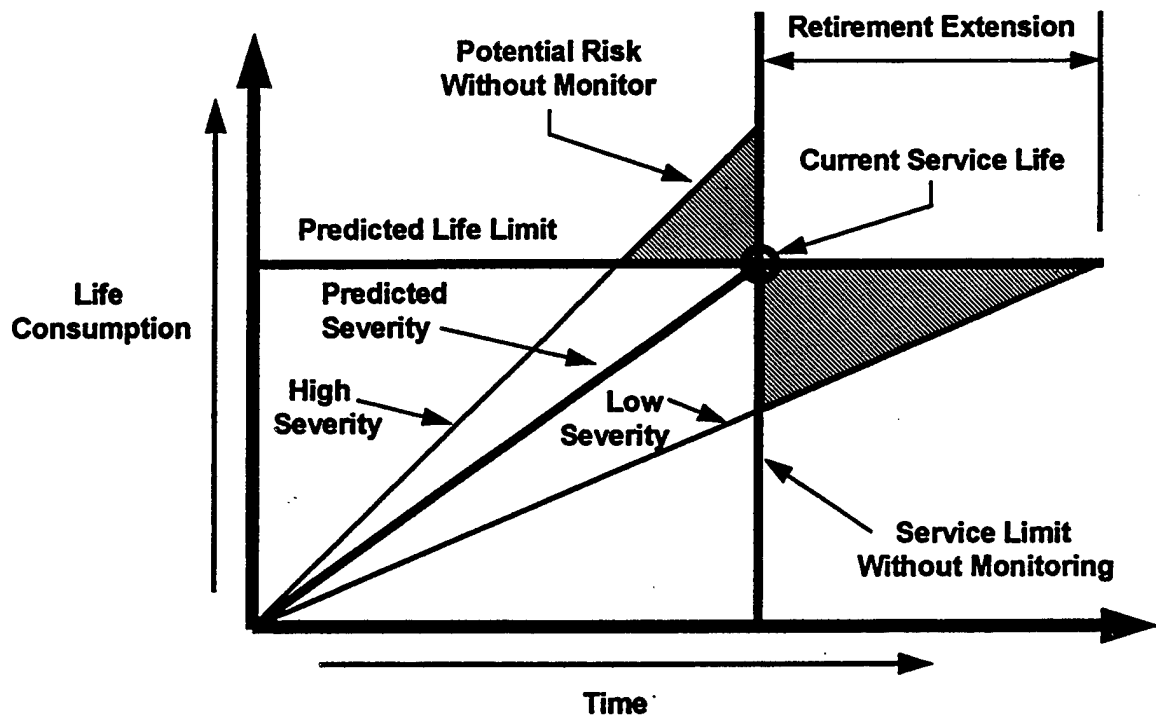 Retirement Extension
Potential Risk
Without Monitor
Current Service Life
Predicted Life Limit
Life
Consumption
Predicted
Severity
High
Severity
Low
Severity
Service Limit
Without Monitoring
Time